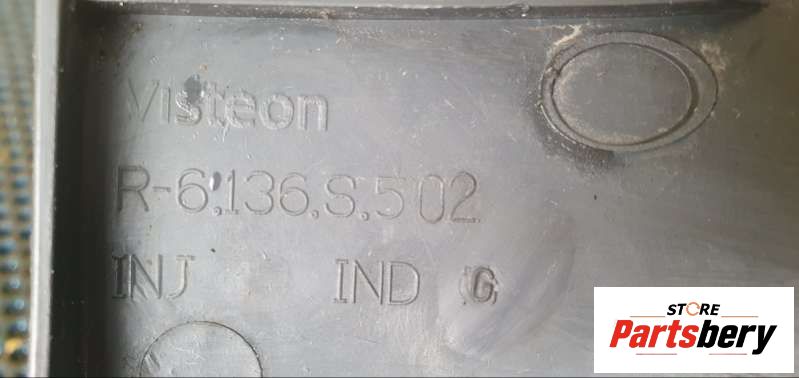 Visteon
R-6.136.S.502
INJ IND G
STORE
Partsbery